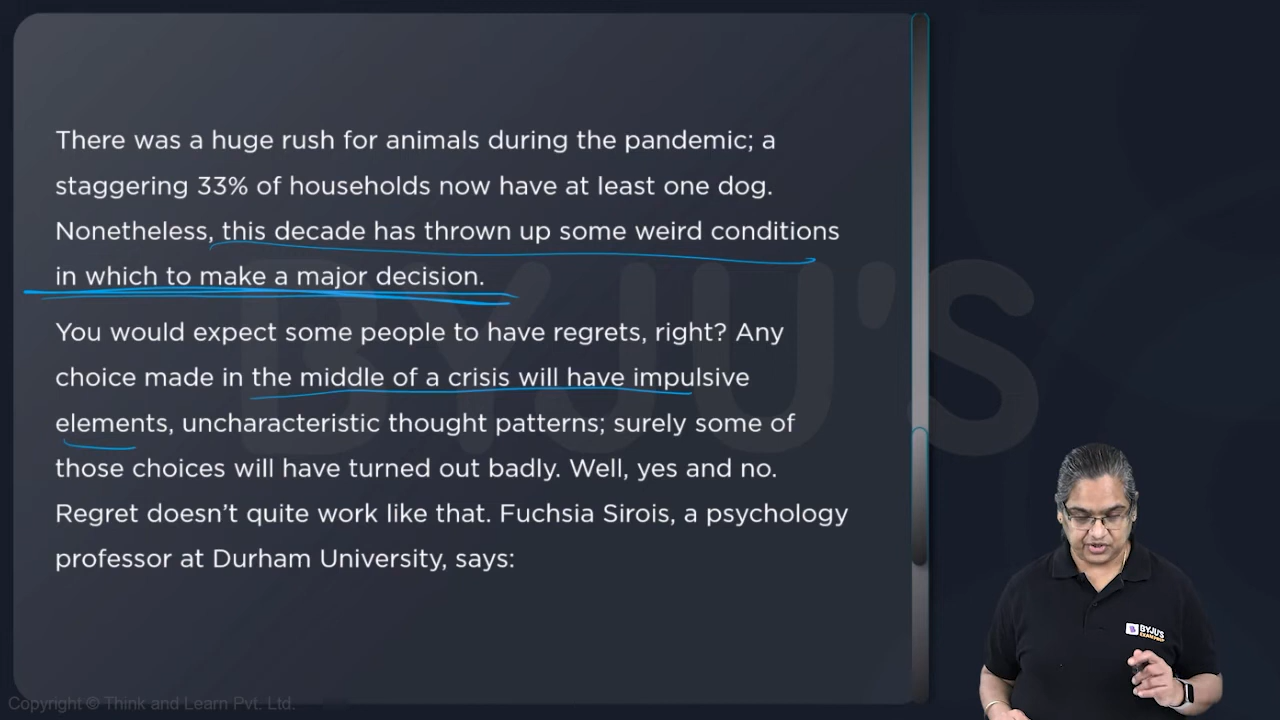 There was a huge rush for animals during the pandemic; a
staggering 33% of households now have at least one dog.
Nonetheless, this decade has thrown up some weird conditions
in which to make a major decision.
You would expect some people to have regrets, right? Any
choice made in the middle of a crisis will have impulsive
elements, uncharacteristic thought patterns; surely some of
those choices will have turned out badly. Well, yes and no.
Regret doesn't quite work like that. Fuchsia Sirois, a psychology
professor at Durham University, says:
BYJU'S
BYJU'S
Copyright © Think and Learn Pvt. Ltd.